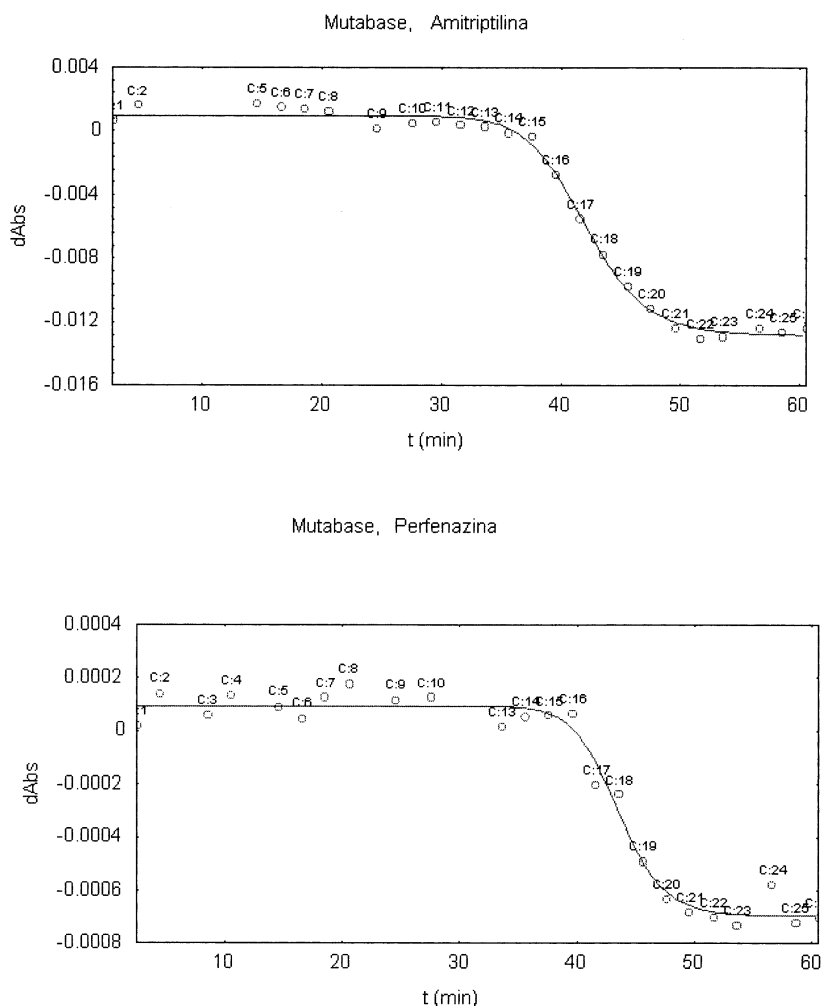 Mutabase, Amitriptilina
0.004
0
-0.004
-0.008
-0.012
-0.016
dAbs
:1
C:2
C:5
C:6
C:7
C:8
C:9
C:10
C:11
C:12
C:13
C:14
C:15
C:16
C:17
C:18
C:19
C:20
C:21
C:22
C:23
C:24
C:25
C:
10
20
30
40
50
60
t (min)
Mutabase, Perfenazina
0.0004
0.0002
0
-0.0002
-0.0004
-0.0006
-0.0008
dAbs
:1
C:2
C:3
C:4
C:5
C:6
C:7
C:8
C:9
C:10
C:13
C:14
C:15
C:16
C:17
C:18
C:19
C:20
C:21
C:22
C:23
C:24
C:25
C:
10
20
30
40
50
60
t (min)